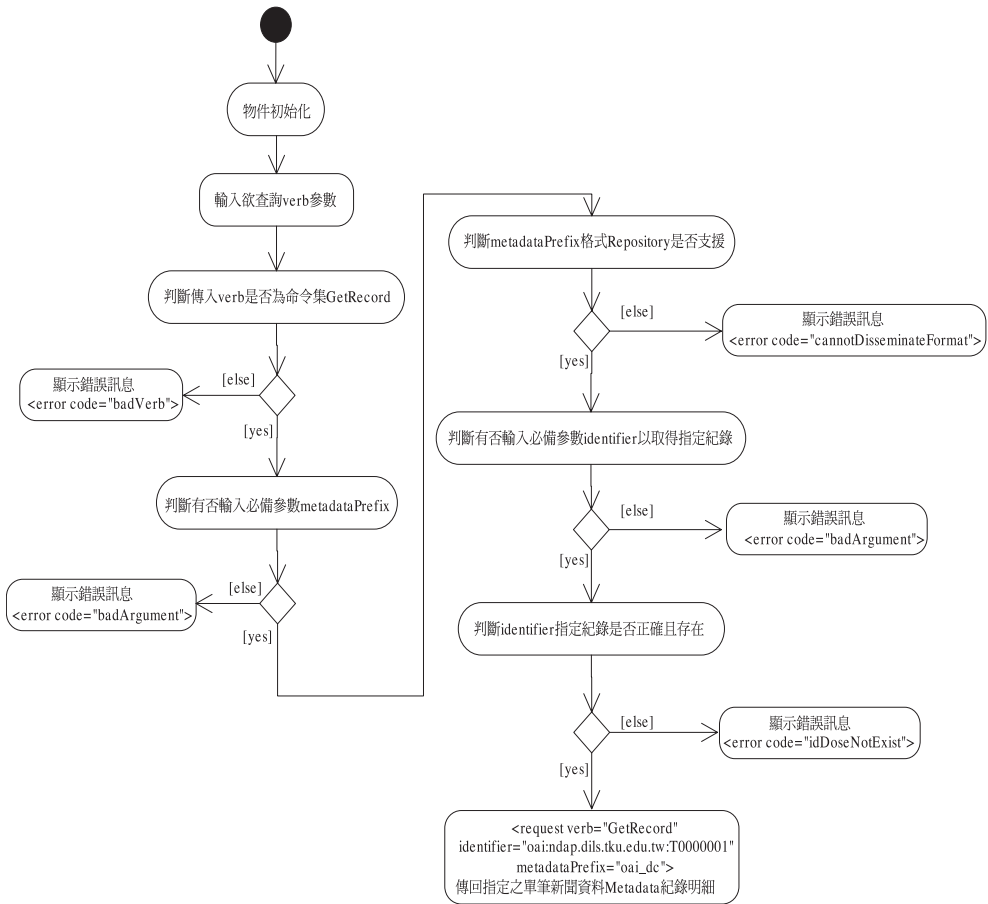 物件初始化
輸入欲查詢verb參數
判斷傳入verb是否為命令集GetRecord
[else]
顯示錯誤訊息
<error code="badVerb">
[yes]
判斷有否輸入必備參數metadataPrefix
[else]
顯示錯誤訊息
<error code="badArgument">
[yes]
判斷metadataPrefix格式Repository是否支援
[else]
顯示錯誤訊息
<error code="cannotDisseminateFormat">
[yes]
判斷有否輸入必備參數identifier以取得指定紀錄
[else]
顯示錯誤訊息
<error code="badArgument">
[yes]
判斷identifier指定紀錄是否正確且存在
[else]
顯示錯誤訊息
<error code="idDoseNotExist">
[yes]
<request verb="GetRecord"
identifier="oai:ndap.dils.tku.edu.tw:T0000001"
metadataPrefix="oai_dc">
傳回指定之單筆新聞資料Metadata紀錄明細